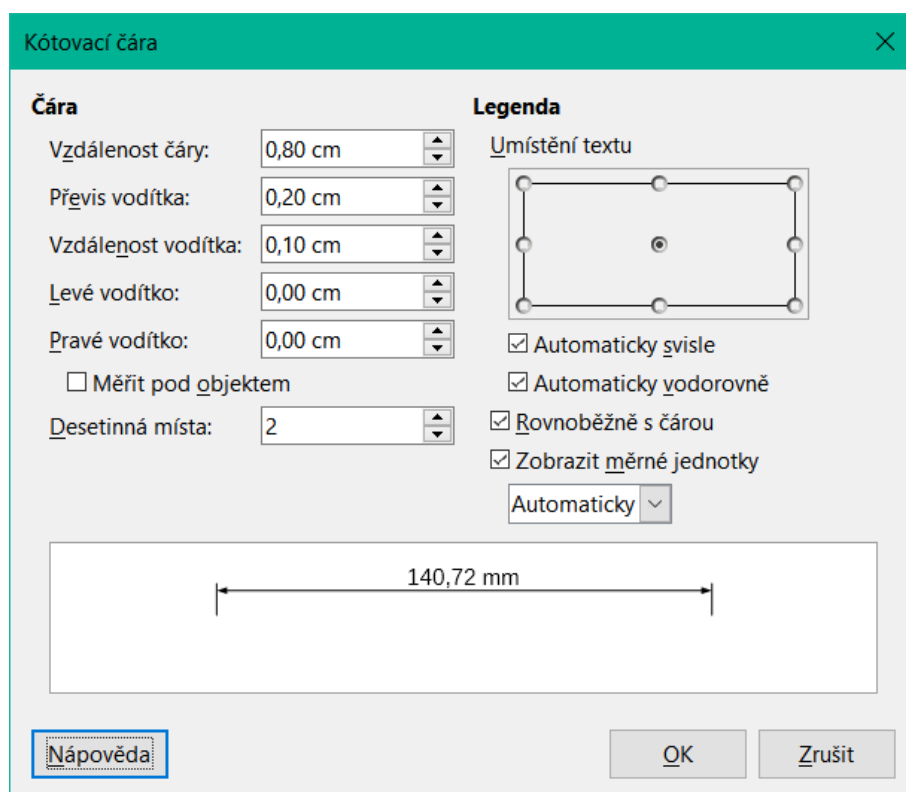 Kótovací čára
Čára
Vzdálenost čáry: 0,80 cm
Převis vodítka: 0,20 cm
Vzdálenost vodítka: 0,10 cm
Levé vodítko: 0,00 cm
Pravé vodítko: 0,00 cm
Měřit pod objektem
Desetinná místa: 2
Legenda
Umístění textu
Automaticky svisle
Automaticky vodorovně
Rovnoběžně s čárou
Zobrazit měrné jednotky
Automaticky
140,72 mm
Nápověda
OK
Zrušit